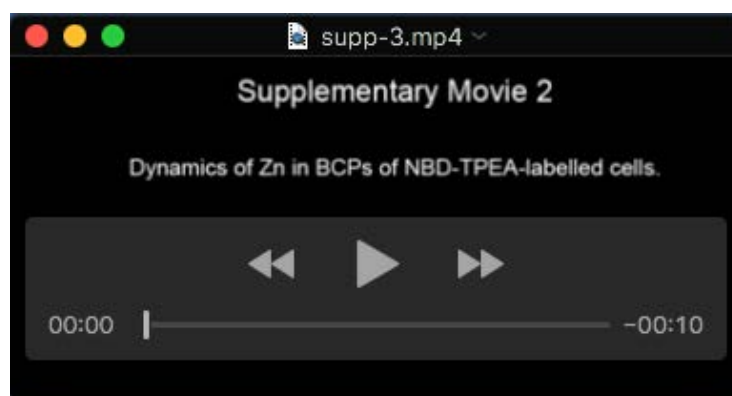 supp-3.mp4
Supplementary Movie 2
Dynamics of Zn in BCPs of NBD-TPEA-labelled cells.
00:00
-00:10